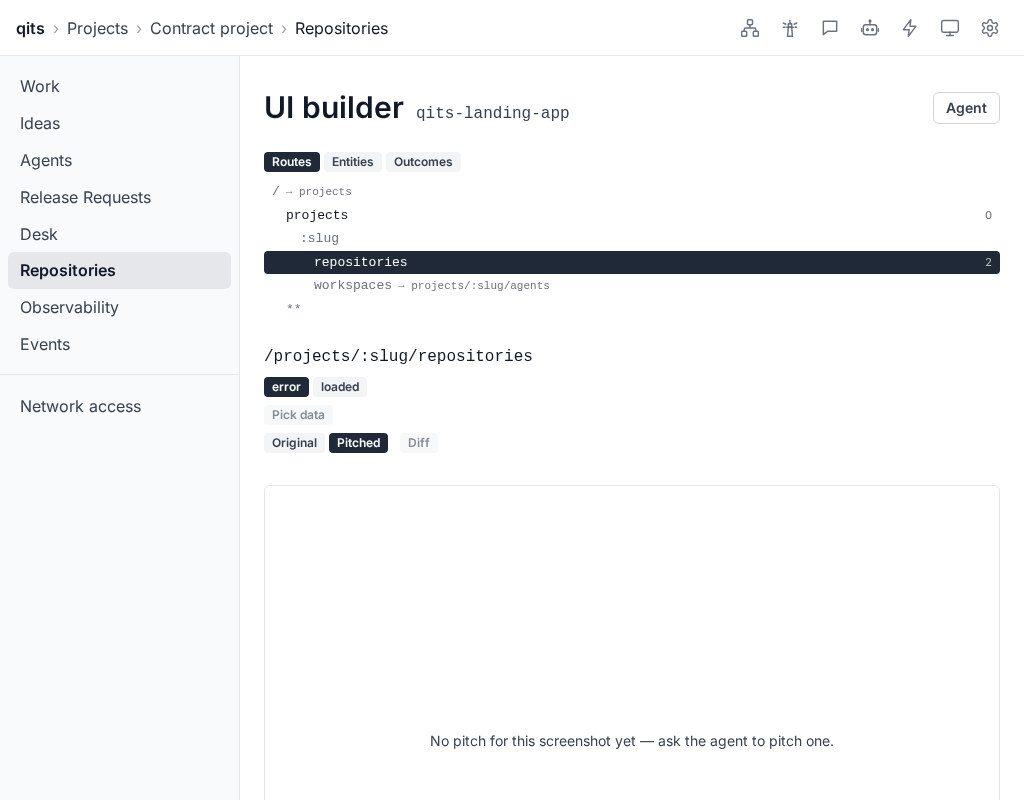 qits › Projects › Contract project › Repositories
Work
Ideas
Agents
Release Requests
Desk
Repositories
Observability
Events
Network access
UI builder qits-landing-app
Agent
Routes Entities Outcomes
/ → projects
projects 0
:slug
repositories 2
workspaces → projects/:slug/agents
**
/projects/:slug/repositories
error loaded
Pick data
Original Pitched Diff
No pitch for this screenshot yet — ask the agent to pitch one.